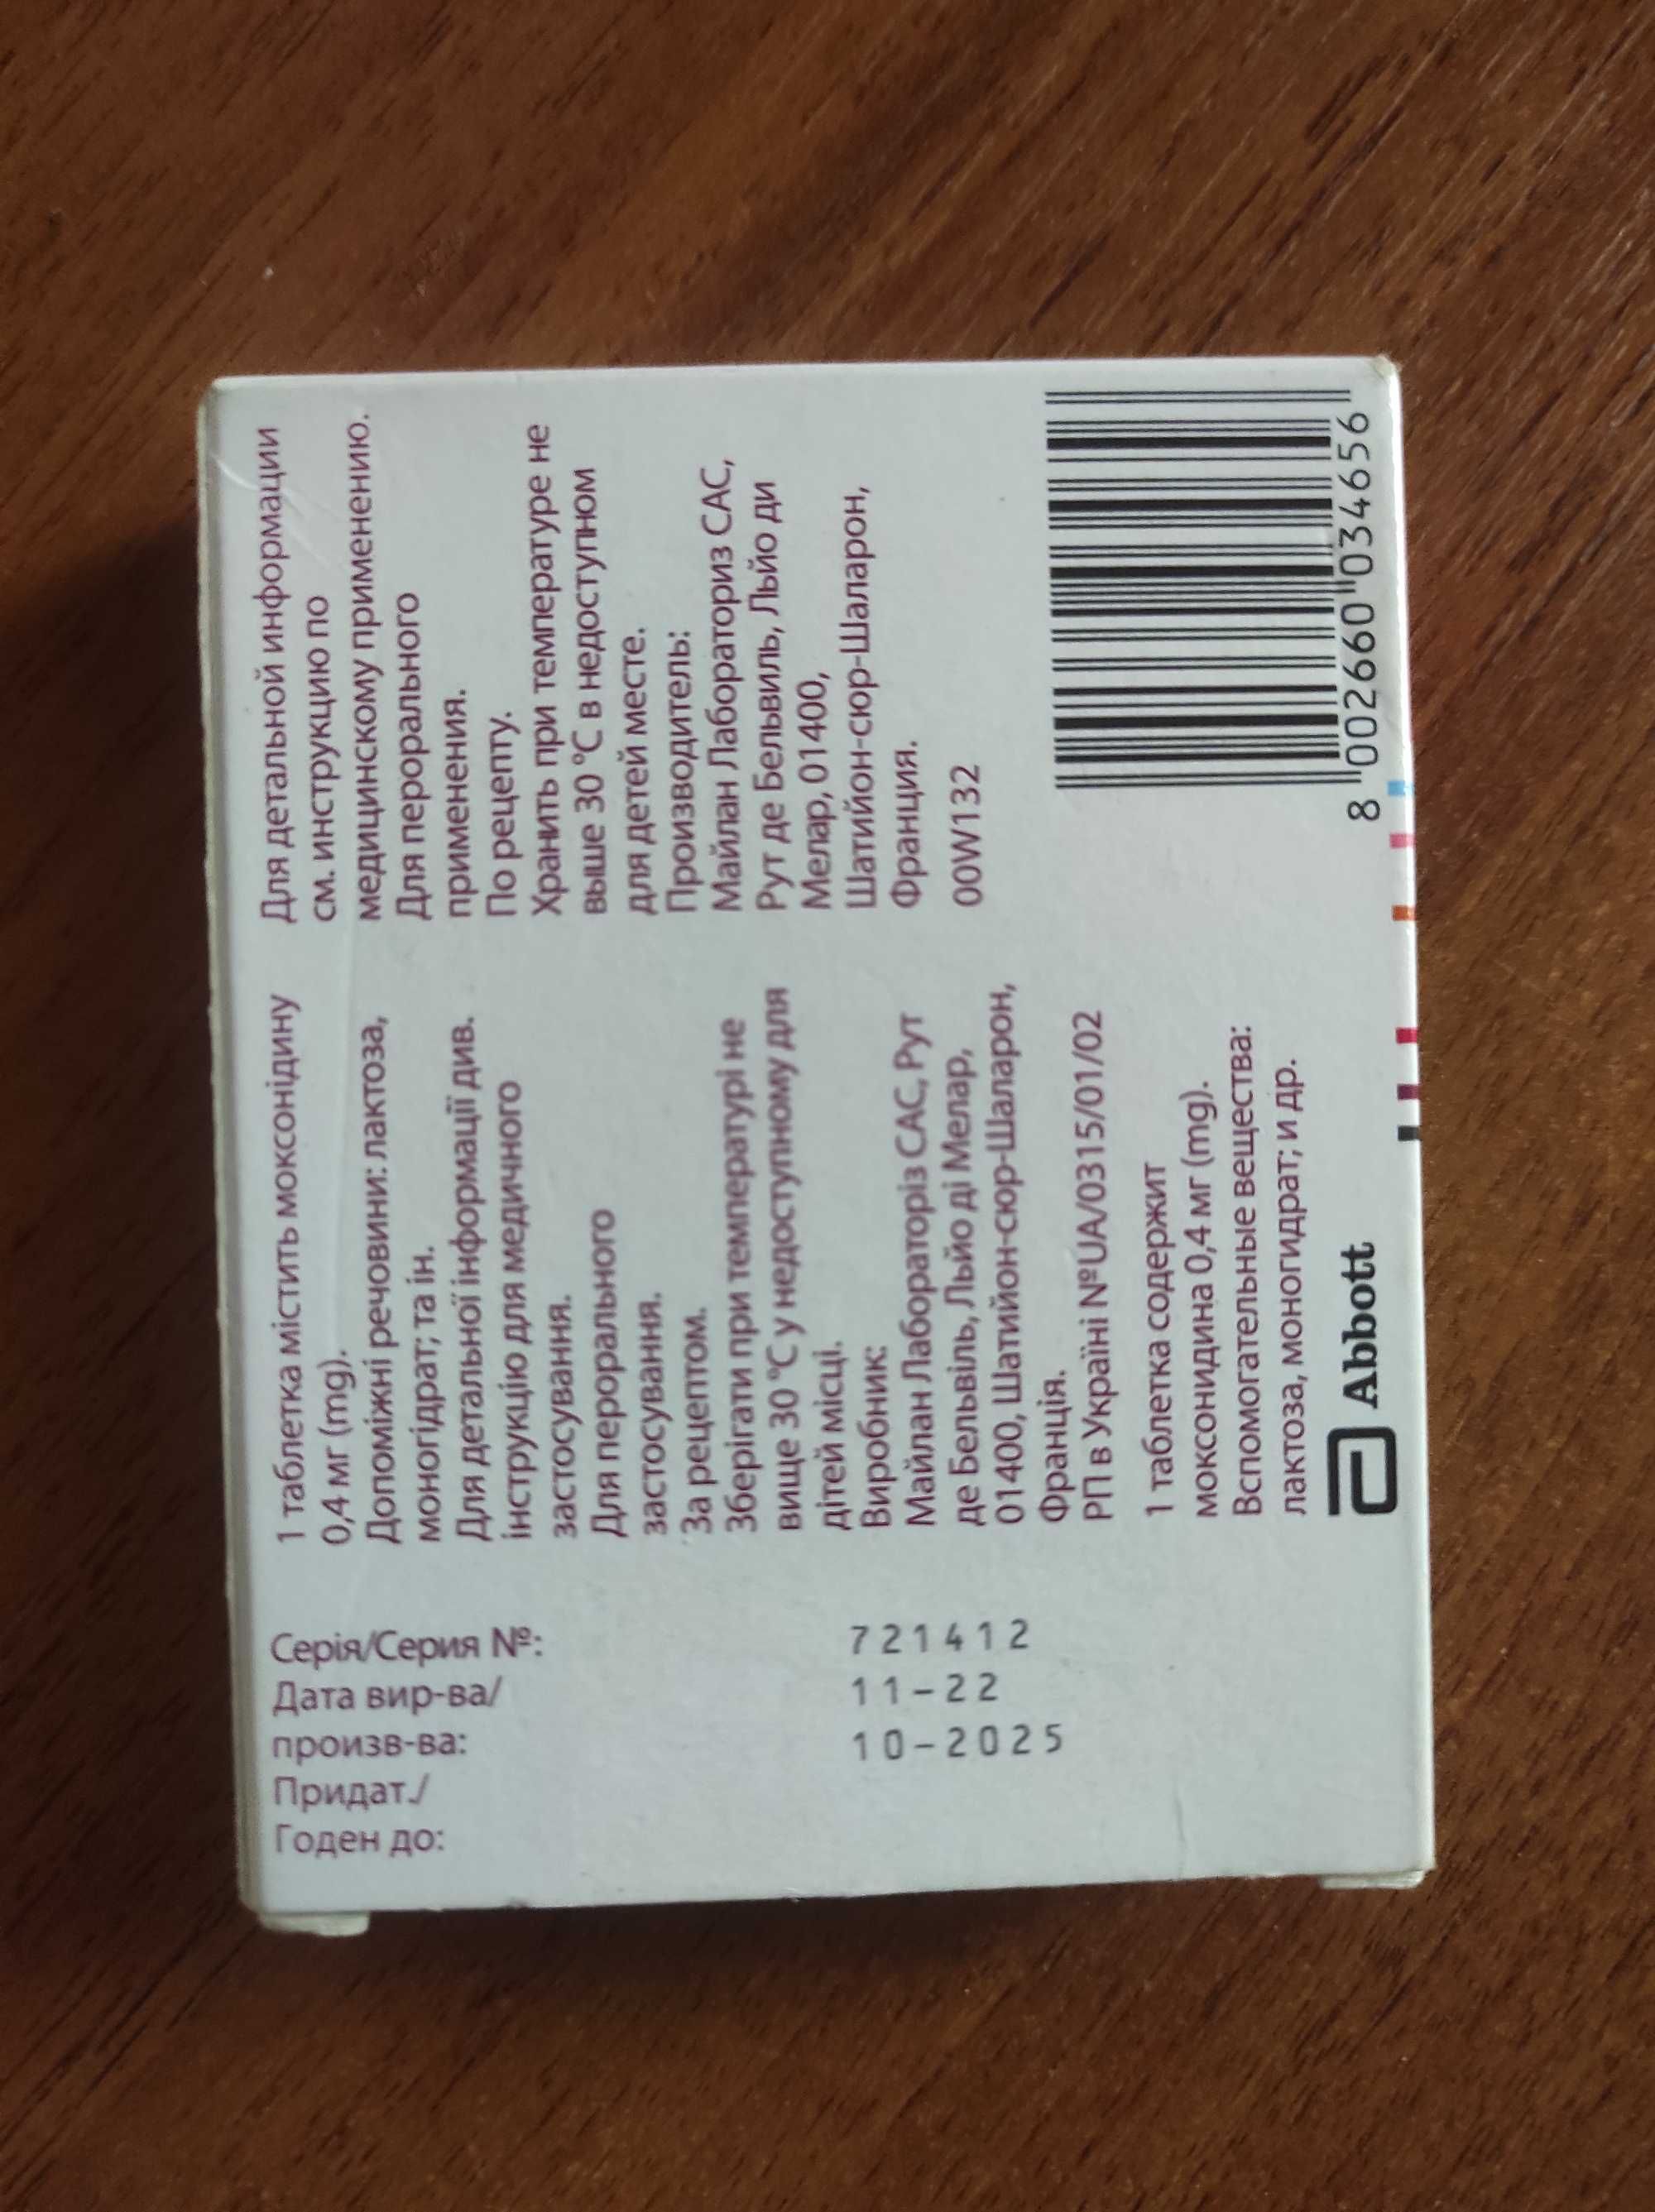 Серія/Серия №:
Дата вир-ва/
произв-ва:
Придат./
Годен до:
721412
11-22
10-2025
1 таблетка містить моксонідину
0,4 мг (mg).
Допоміжні речовини: лактоза,
моногідрат; та ін.
Для детальної інформації див.
інструкцію для медичного
застосування.
Для перорального
застосування.
За рецептом.
Зберігати при температурі не
вище 30 °С у недоступному для
дітей місці.
Виробник:
Майлан Лабораторіз САС, Рут
де Бельвіль, Льйо ді Мелар,
01400, Шатийон-сюр-Шаларон,
Франція.
РП в Україні №UA/0315/01/02
1 таблетка содержит
моксонидина 0,4 мг (mg).
Вспомогательные вещества:
лактоза, моногидрат; и др.
Abbott
Для детальной информации
см. инструкцию по
медицинскому применению.
Для перорального
применения.
По рецепту.
Хранить при температуре не
выше 30 °С в недоступном
для детей месте.
Производитель:
Майлан Лабораториз САС,
Рут де Бельвиль, Льйо ди
Мелар, 01400,
Шатийон-сюр-Шаларон,
Франция.
00W132
8 002660 034656